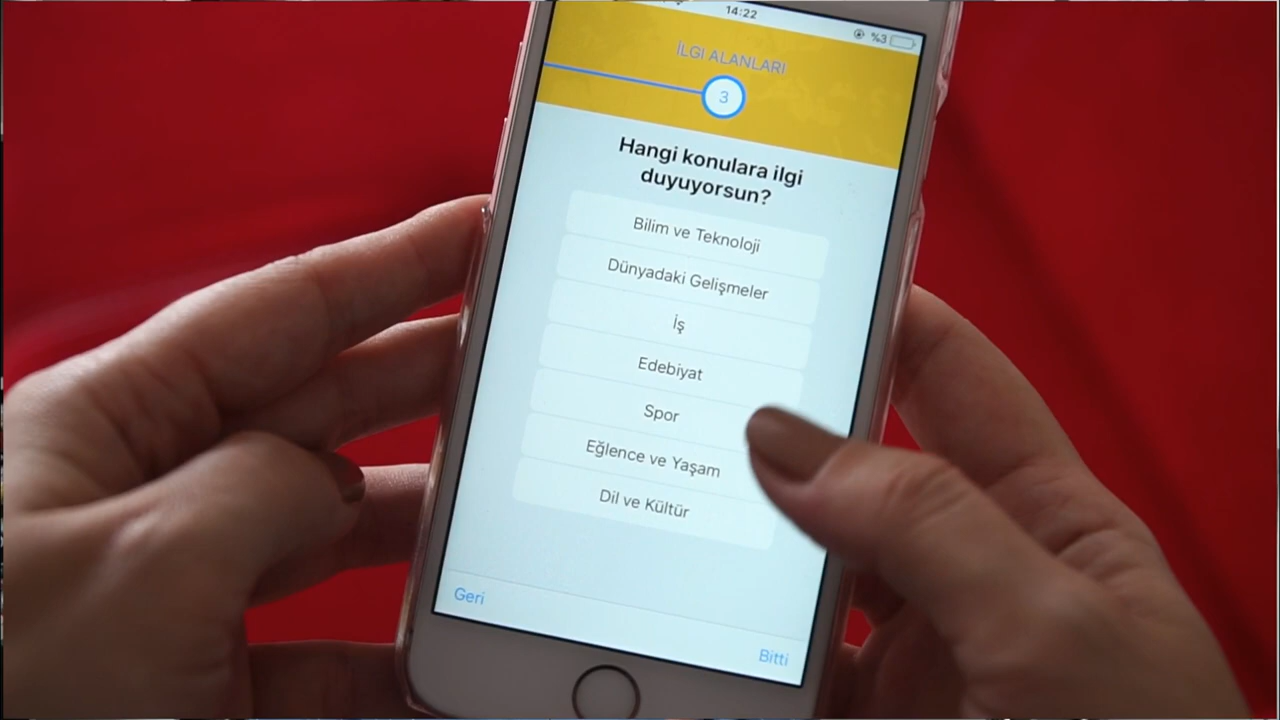 14:22
%3
İLGİ ALANLARI
3
Hangi konulara ilgi
duyuyorsun?
Bilim ve Teknoloji
Dünyadaki Gelişmeler
İş
Edebiyat
Spor
Eğlence ve Yaşam
Dil ve Kültür
Geri
Bitti